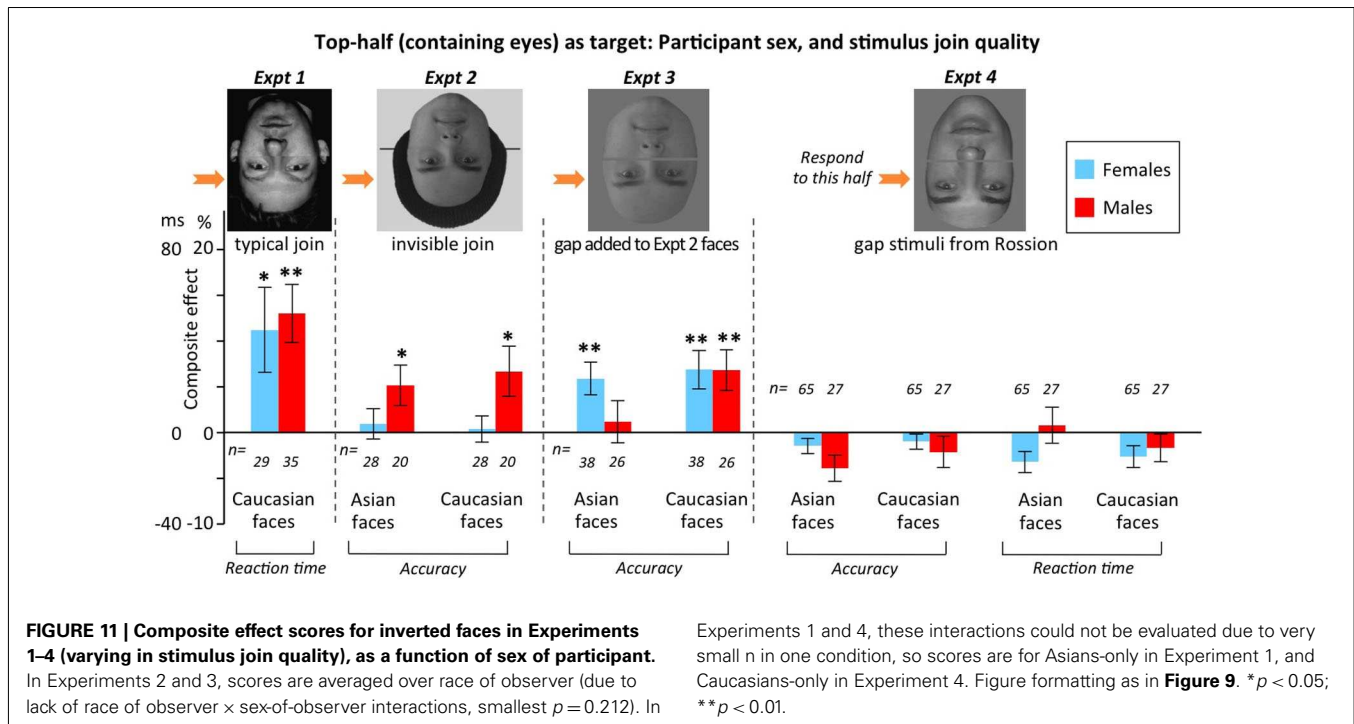 Top-half (containing eyes) as target: Participant sex, and stimulus join quality
Expt 1 Expt 2 Expt 3 Expt 4
Respond
to this half
Females
Males
typical join invisible join gap added to Expt 2 faces gap stimuli from Rossion
ms %
80 20
Composite effect
* ** * * ** ** **
n= 65 27 65 27 65 27 65 27
0 0
n= 29 35 n= 28 20 28 20 n= 38 26 38 26
Caucasian faces Asian faces Caucasian faces Asian faces Caucasian faces Asian faces Caucasian faces Asian faces Caucasian faces
-40 -10
Reaction time Accuracy Accuracy Accuracy Reaction time
FIGURE 11 | Composite effect scores for inverted faces in Experiments
1–4 (varying in stimulus join quality), as a function of sex of participant.
In Experiments 2 and 3, scores are averaged over race of observer (due to
lack of race of observer × sex-of-observer interactions, smallest p = 0.212). In
Experiments 1 and 4, these interactions could not be evaluated due to very
small n in one condition, so scores are for Asians-only in Experiment 1, and
Caucasians-only in Experiment 4. Figure formatting as in Figure 9. *p < 0.05;
**p < 0.01.